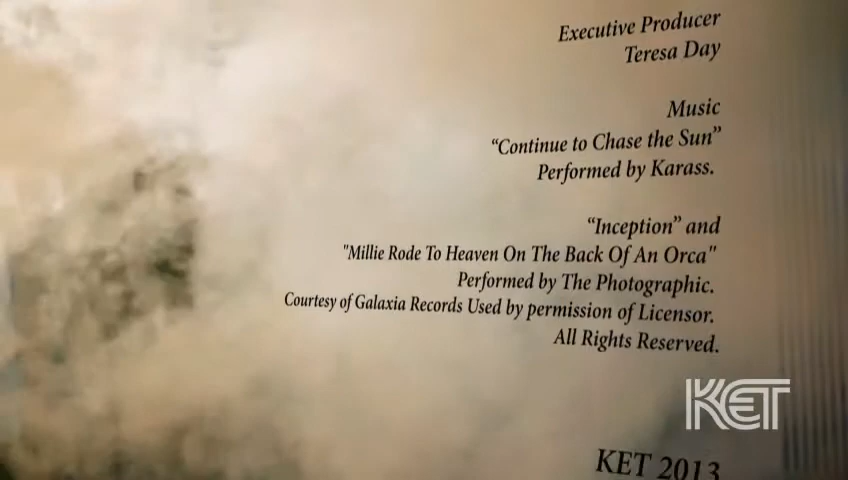 Executive Producer
Teresa Day
Music
“Continue to Chase the Sun”
Performed by Karass.
“Inception” and
"Millie Rode To Heaven On The Back Of An Orca"
Performed by The Photographic.
Courtesy of Galaxia Records Used by permission of Licensor.
All Rights Reserved.
KET
KET 2013